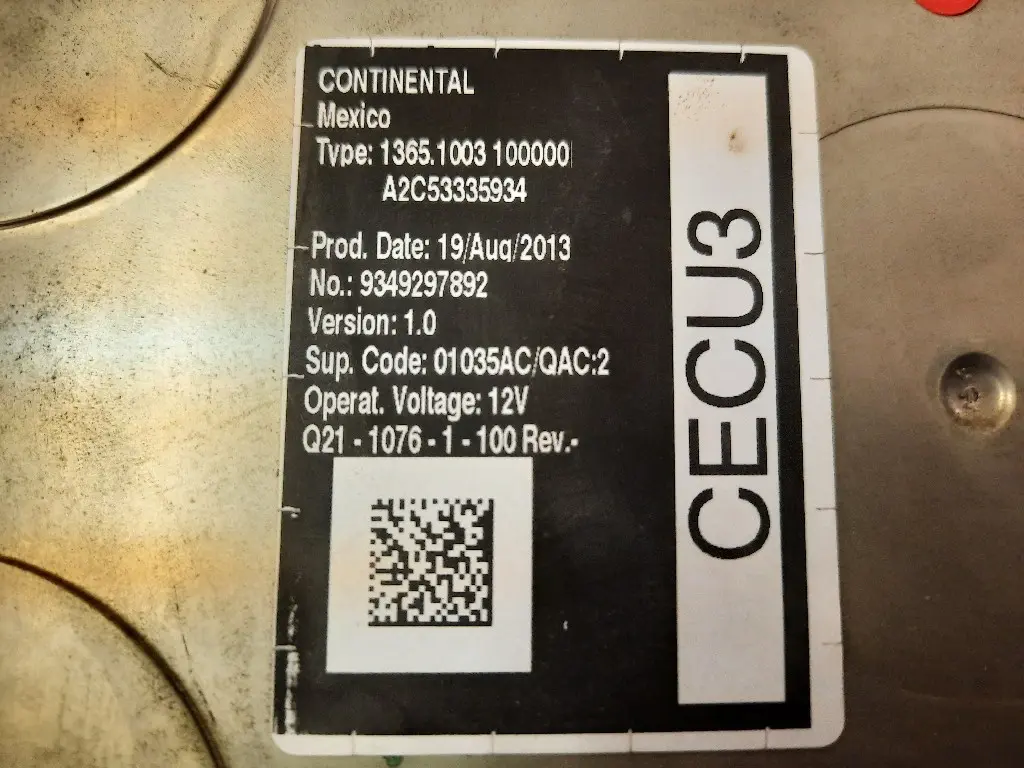 CONTINENTAL
Mexico
Type: 1365.1003 100000
A2C53335934
Prod. Date: 19/Aug/2013
No.: 9349297892
Version: 1.0
Sup. Code: 01035AC/QAC:2
Operat. Voltage: 12V
Q21 - 1076 - 1 - 100 Rev.-
CECU3